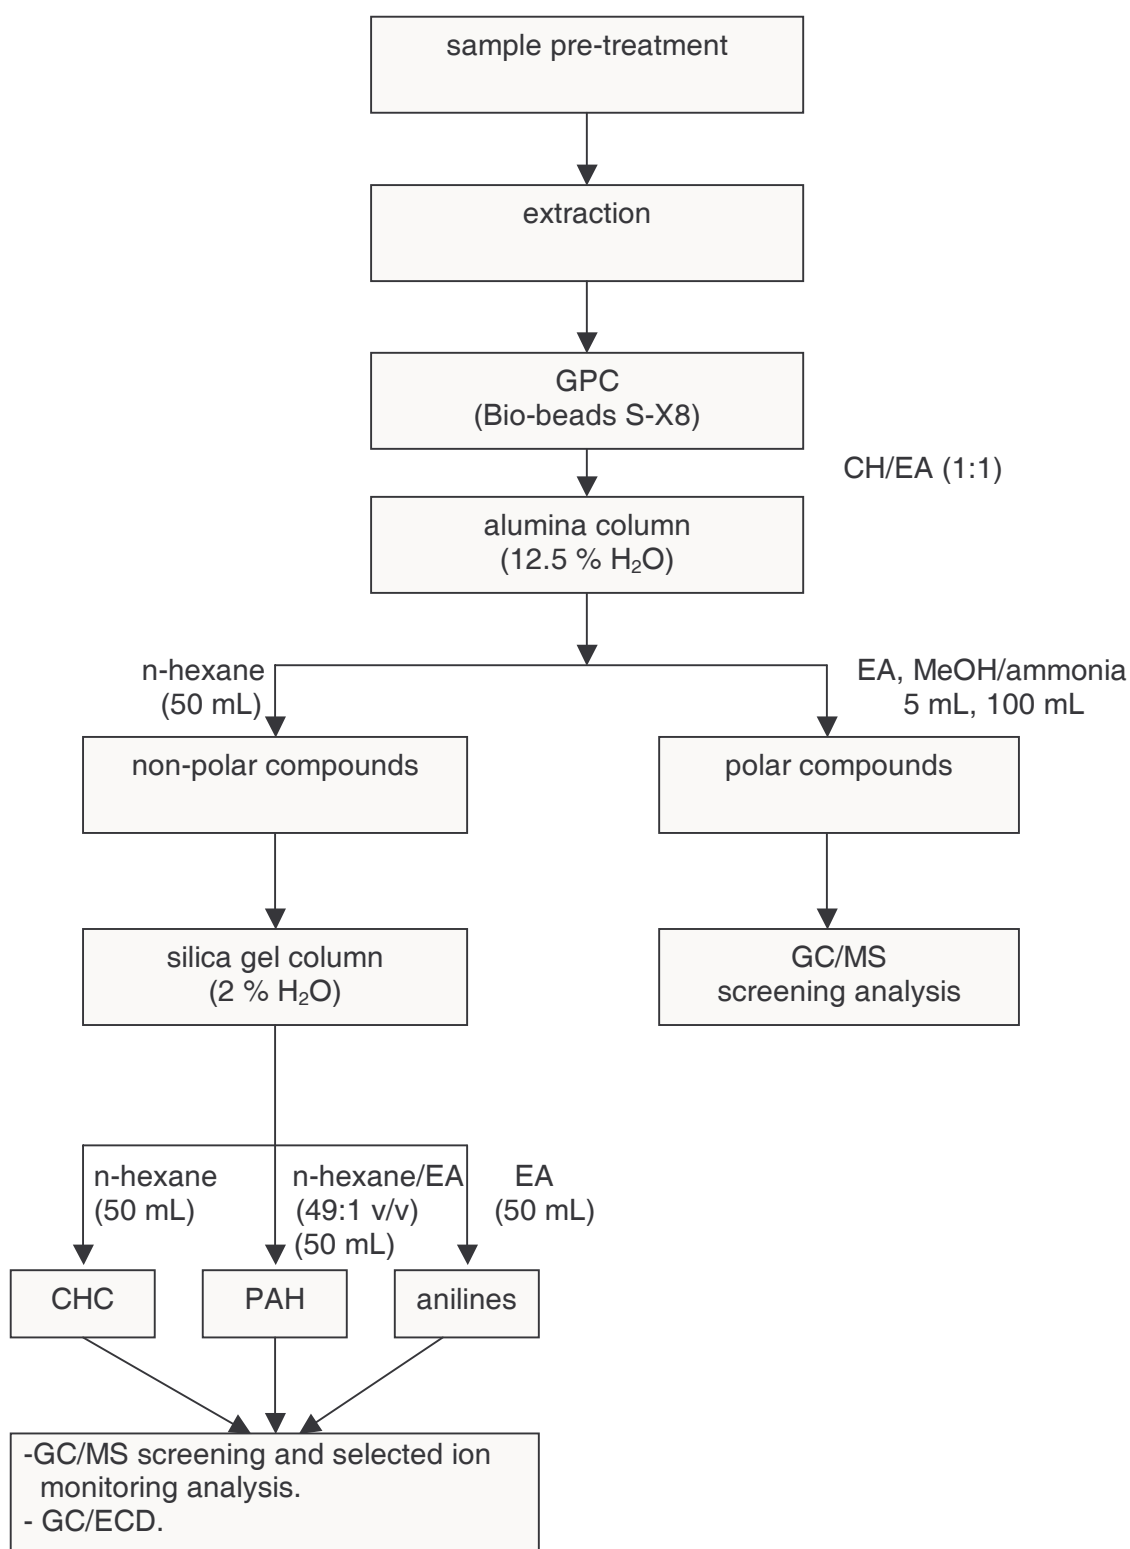 sample pre-treatment
extraction
GPC
(Bio-beads S-X8)
CH/EA (1:1)
alumina column
(12.5 % H₂O)
n-hexane
(50 mL)
EA, MeOH/ammonia
5 mL, 100 mL
non-polar compounds
polar compounds
silica gel column
(2 % H₂O)
GC/MS
screening analysis
n-hexane
(50 mL)
n-hexane/EA
(49:1 v/v)
(50 mL)
EA
(50 mL)
CHC
PAH
anilines
-GC/MS screening and selected ion
monitoring analysis.
- GC/ECD.